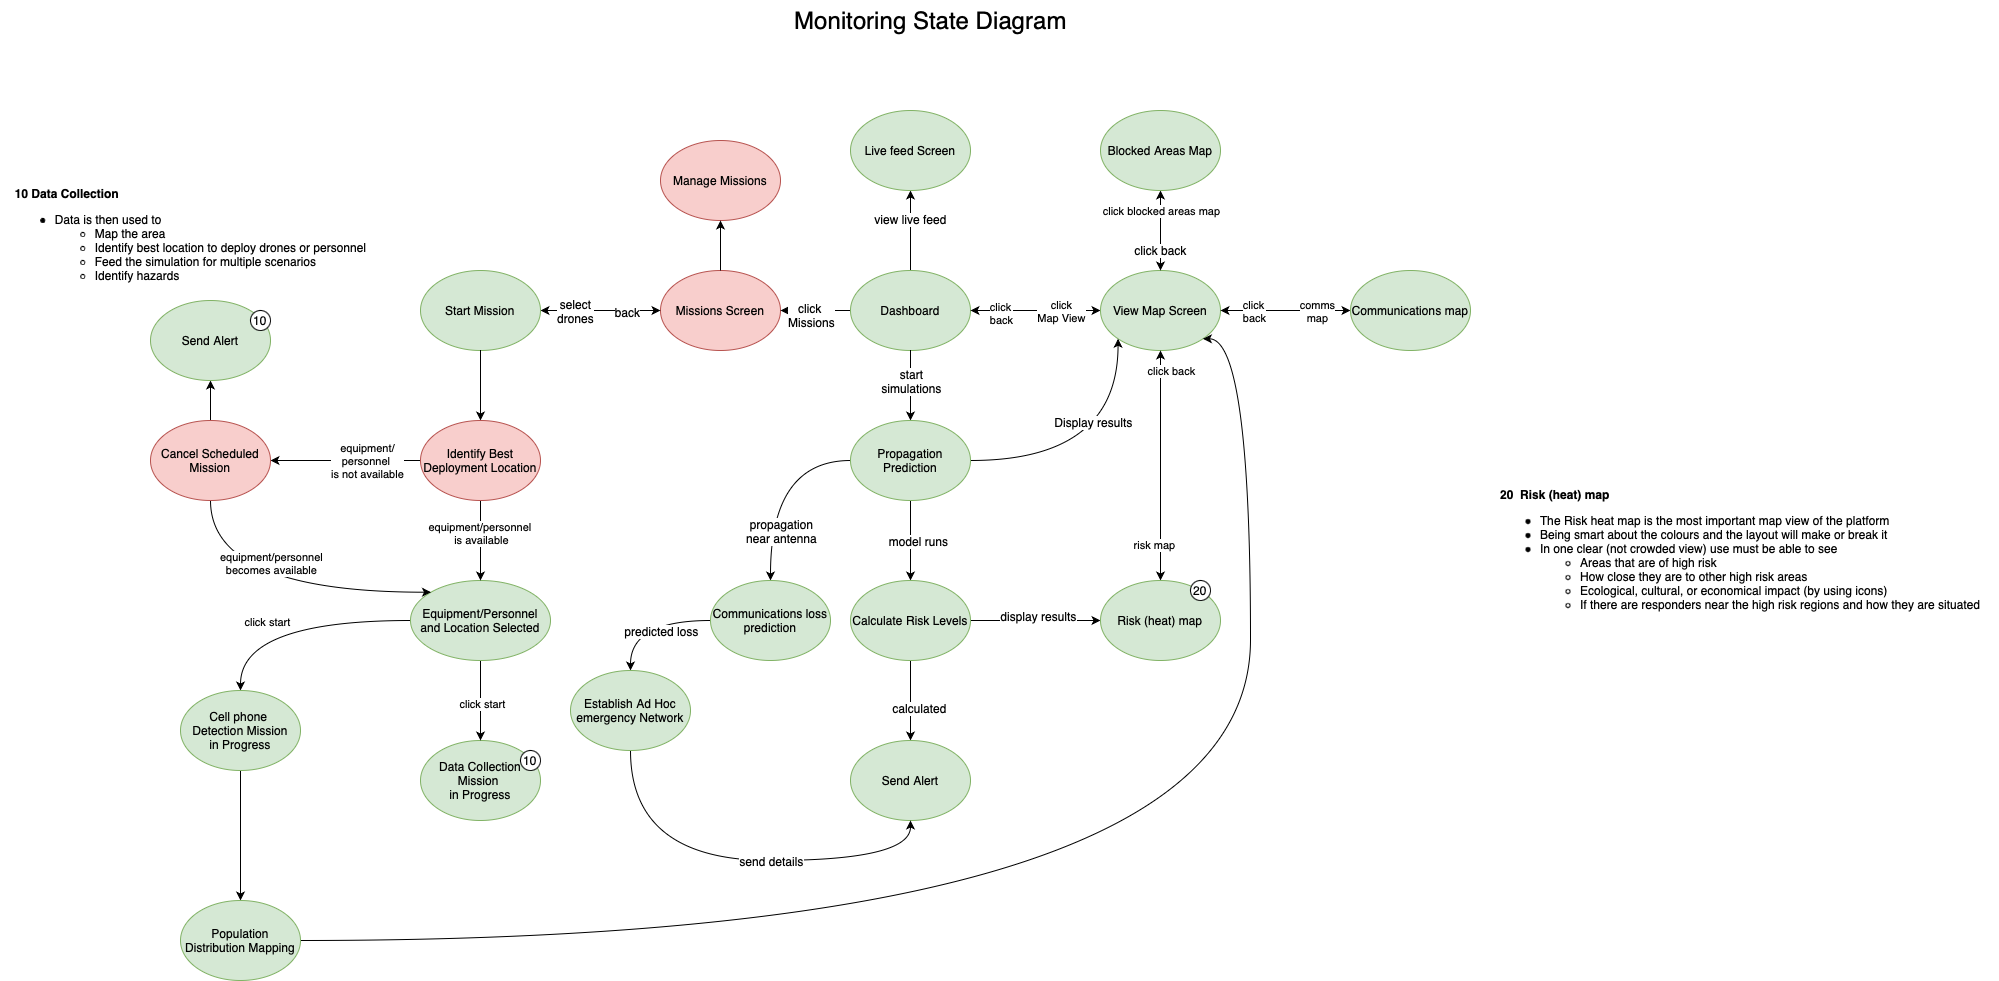 Monitoring State Diagram
Live feed Screen
Blocked Areas Map
Manage Missions
10 Data Collection
Data is then used to
Map the area
Identify best location to deploy drones or personnel
Feed the simulation for multiple scenarios
Identify hazards
view live feed
click blocked areas map
click back
Start Mission
select
drones
back
Missions Screen
click
Missions
Dashboard
click
back
click
Map View
View Map Screen
click
back
comms
map
Communications map
10
Send Alert
click back
start
simulations
Display results
Cancel Scheduled
Mission
equipment/
personnel
is not available
Identify Best
Deployment Location
Propagation
Prediction
20 Risk (heat) map
The Risk heat map is the most important map view of the platform
Being smart about the colours and the layout will make or break it
In one clear (not crowded view) use must be able to see
Areas that are of high risk
How close they are to other high risk areas
Ecological, cultural, or economical impact (by using icons)
If there are responders near the high risk regions and how they are situated
equipment/personnel
is available
propagation
near antenna
model runs
risk map
equipment/personnel
becomes available
20
click start
Equipment/Personnel
and Location Selected
Communications loss
prediction
Calculate Risk Levels
display results
Risk (heat) map
predicted loss
Cell phone
Detection Mission
in Progress
click start
Establish Ad Hoc
emergency Network
calculated
10
Data Collection
Mission
in Progress
Send Alert
send details
Population
Distribution Mapping